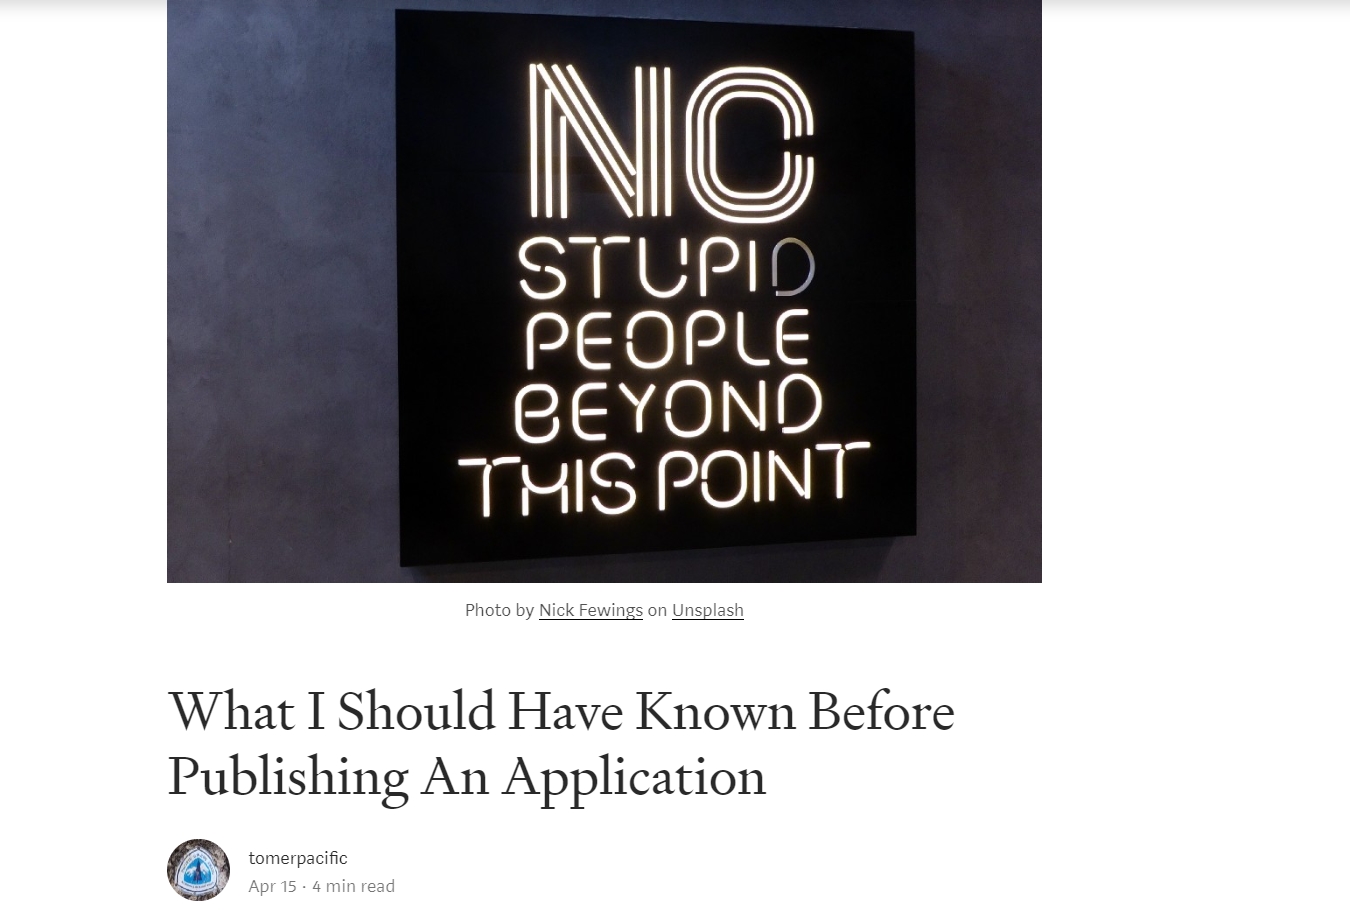 NO
STUPID
PEOPLE
BEYOND
THIS POINT
Photo by Nick Fewings on Unsplash
What I Should Have Known Before
Publishing An Application
tomerpacific
Apr 15 · 4 min read